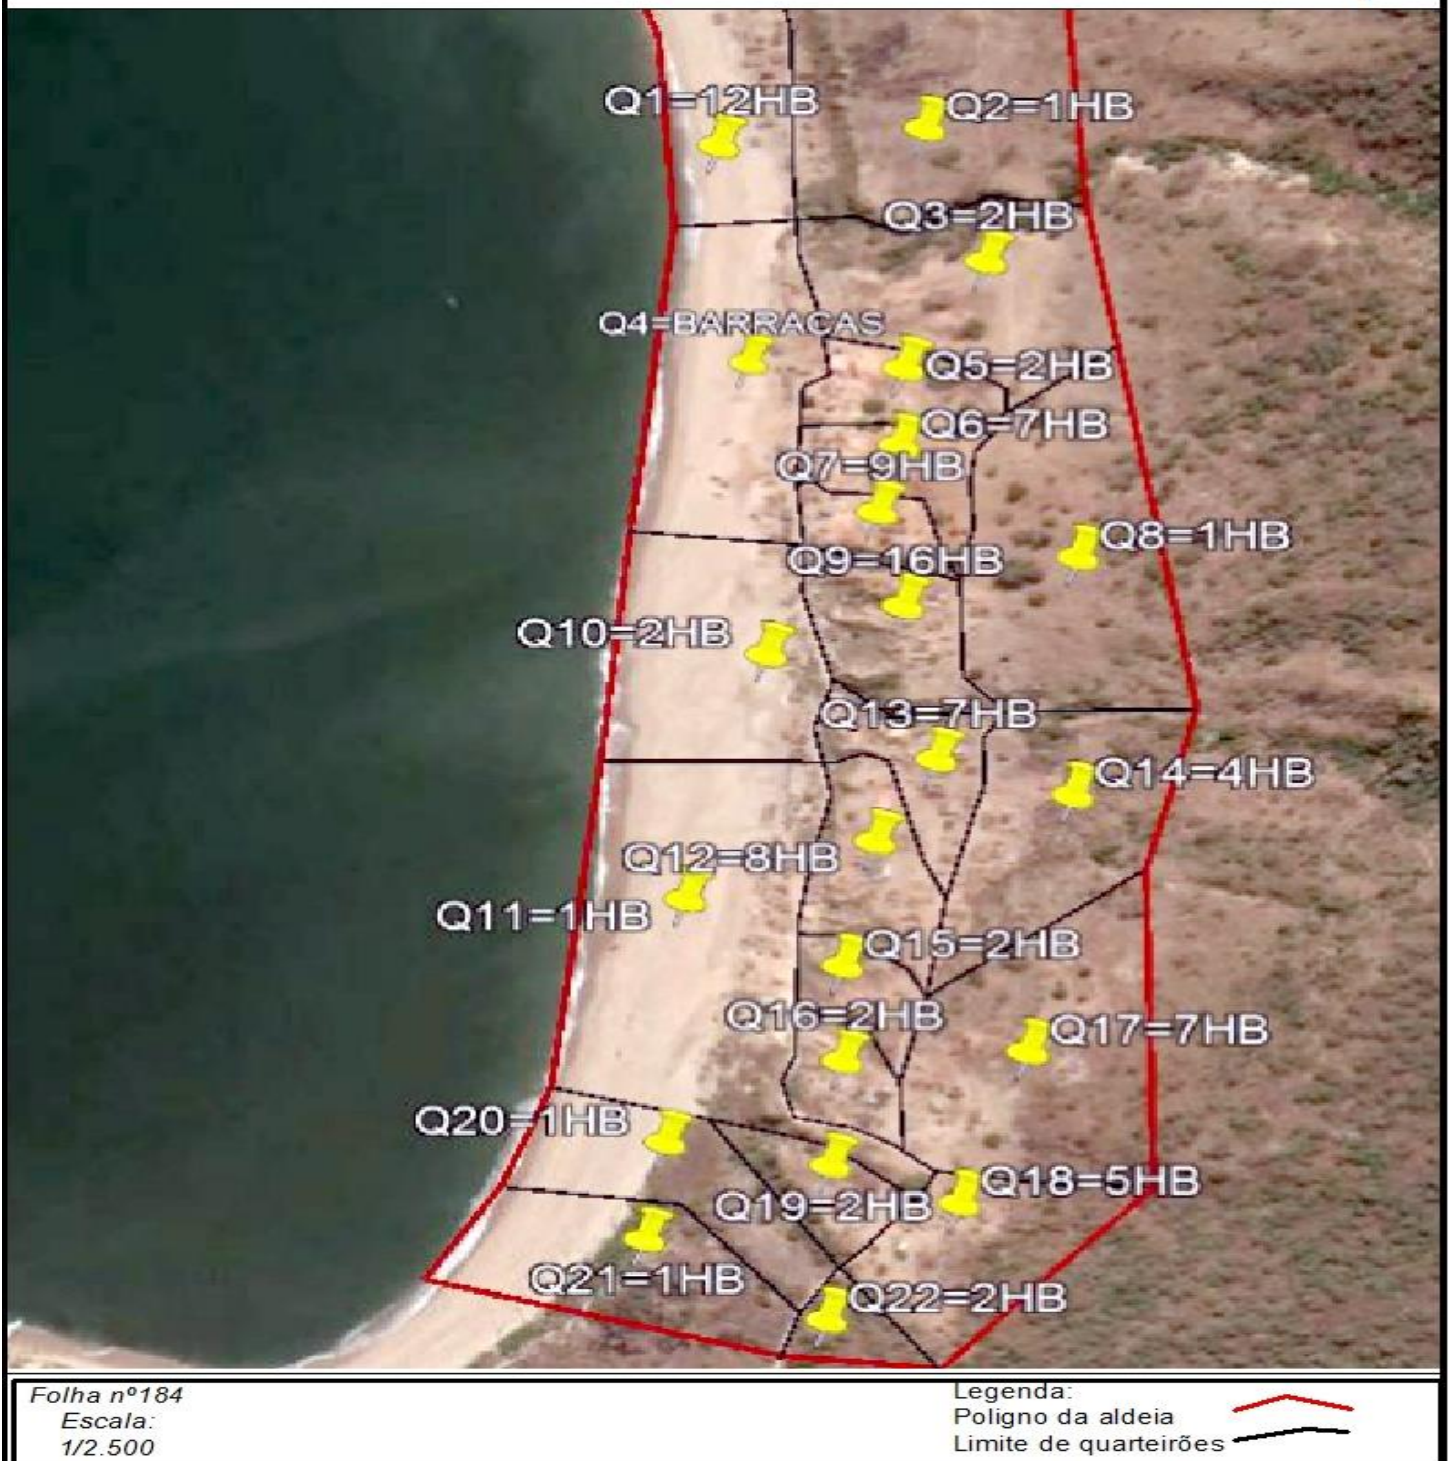 Q1=12HB
Q2=1HB
Q3=2HB
Q4=BARRACAS
Q5=2HB
Q6=7HB
Q7=9HB
Q8=1HB
Q9=16HB
Q10=2HB
Q13=7HB
Q14=4HB
Q12=8HB
Q11=1HB
Q15=2HB
Q16=2HB
Q17=7HB
Q20=1HB
Q18=5HB
Q19=2HB
Q21=1HB
Q22=2HB
Folha nº184
Escala:
1/2.500
Legenda:
Poligno da aldeia
Limite de quarteirões